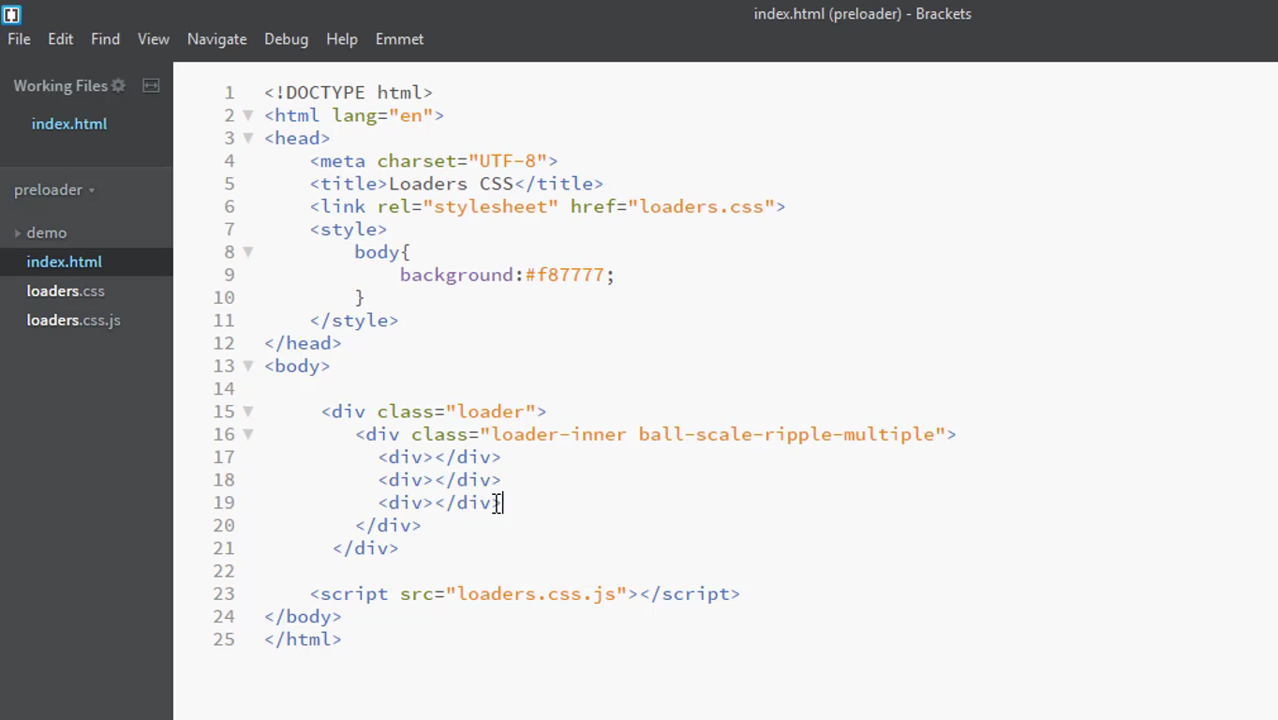 index.html (preloader) - Brackets
File Edit Find View Navigate Debug Help Emmet
Working Files
index.html
preloader
demo
index.html
loaders.css
loaders.css.js
1 <!DOCTYPE html>
2 <html lang="en">
3 <head>
4     <meta charset="UTF-8">
5     <title>Loaders CSS</title>
6     <link rel="stylesheet" href="loaders.css">
7     <style>
8         body{
9             background:#f87777;
10         }
11     </style>
12 </head>
13 <body>
14
15      <div class="loader">
16         <div class="loader-inner ball-scale-ripple-multiple">
17           <div></div>
18           <div></div>
19           <div></div>
20         </div>
21       </div>
22
23     <script src="loaders.css.js"></script>
24 </body>
25 </html>